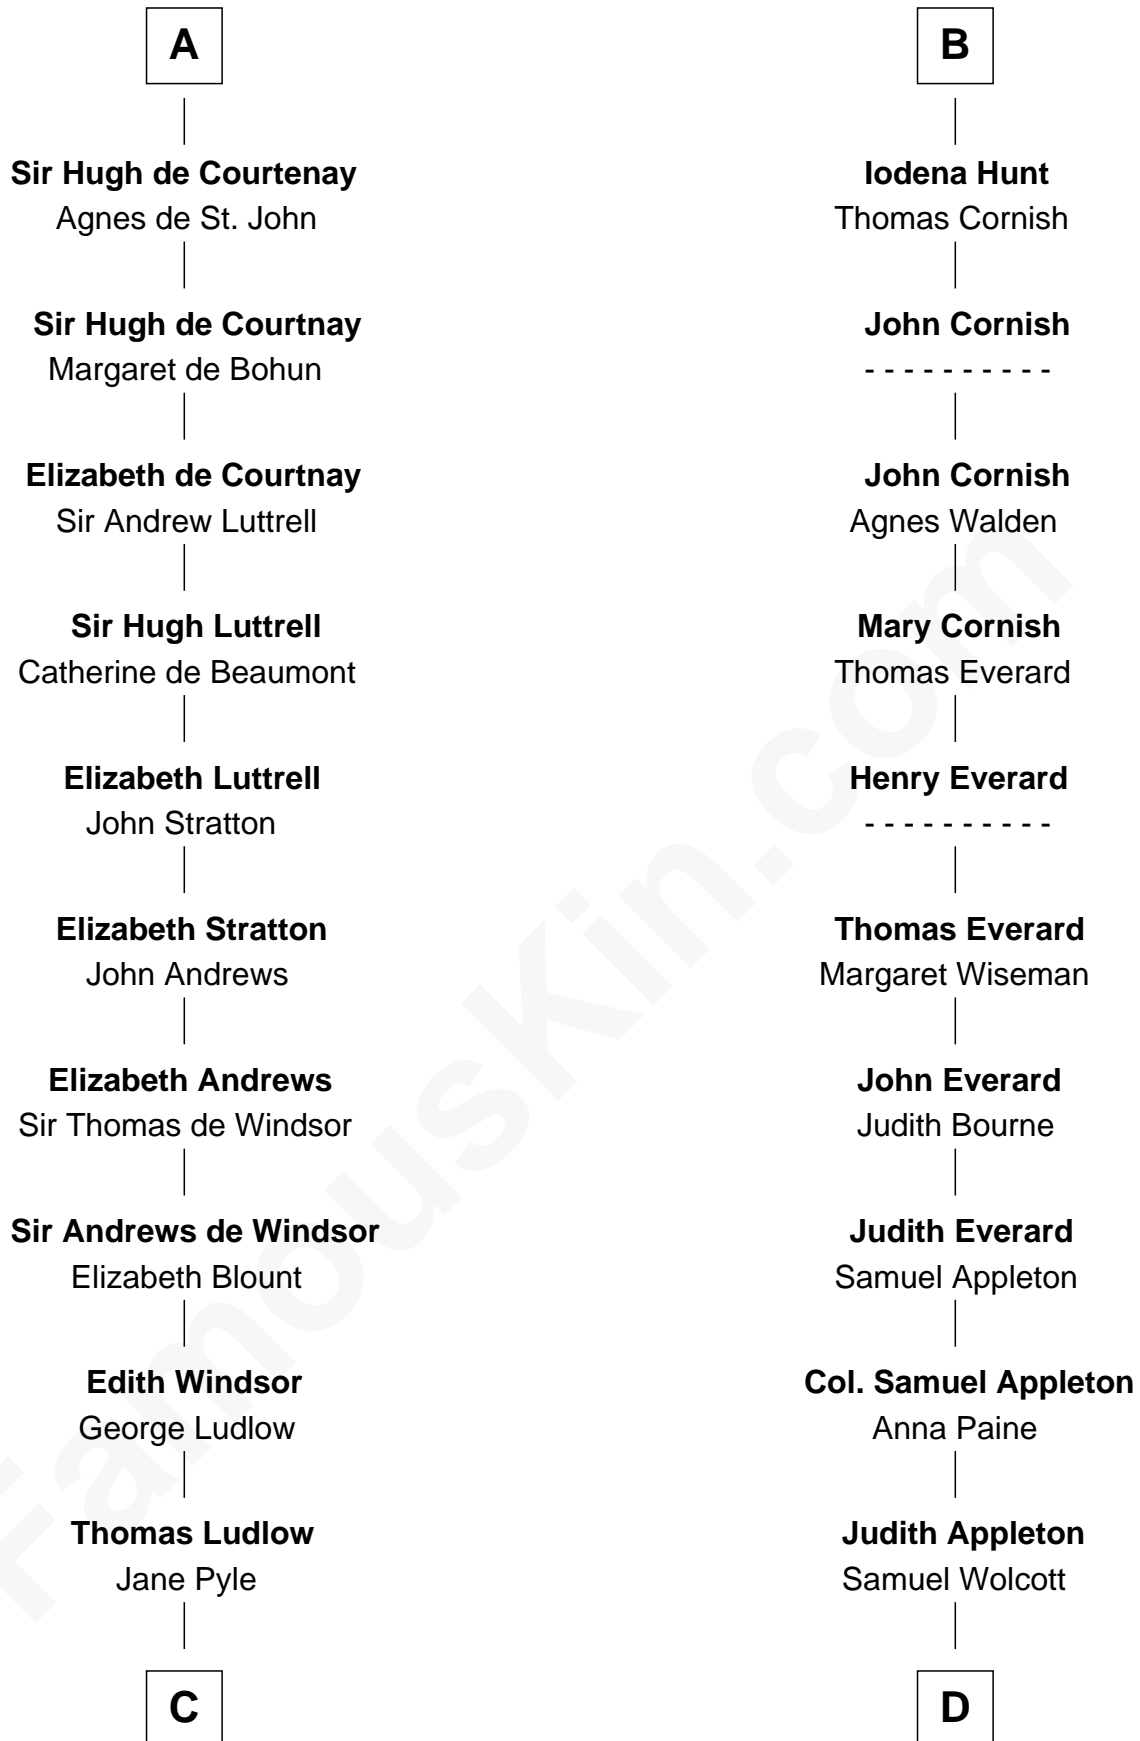 A
Sir Hugh de Courtenay
Agnes de St. John
Sir Hugh de Courtnay
Margaret de Bohun
Elizabeth de Courtnay
Sir Andrew Luttrell
Sir Hugh Luttrell
Catherine de Beaumont
Elizabeth Luttrell
John Stratton
Elizabeth Stratton
John Andrews
Elizabeth Andrews
Sir Thomas de Windsor
Sir Andrews de Windsor
Elizabeth Blount
Edith Windsor
George Ludlow
Thomas Ludlow
Jane Pyle
C
B
Iodena Hunt
Thomas Cornish
John Cornish
- - - - - - - - - -
John Cornish
Agnes Walden
Mary Cornish
Thomas Everard
Henry Everard
- - - - - - - - - -
Thomas Everard
Margaret Wiseman
John Everard
Judith Bourne
Judith Everard
Samuel Appleton
Col. Samuel Appleton
Anna Paine
Judith Appleton
Samuel Wolcott
D
FamousKin.com